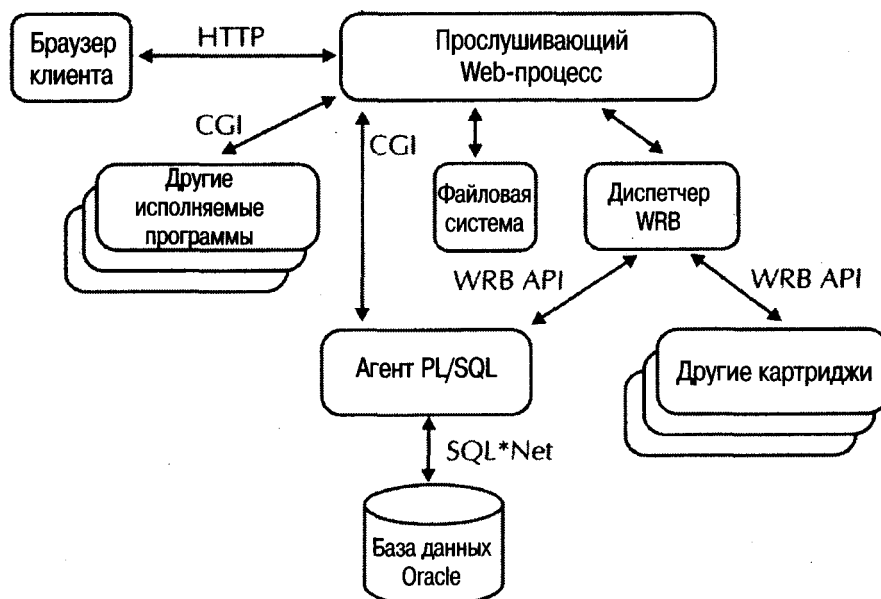 Браузер
клиента
HTTP
Прослушивающий
Web-процесс
CGI
CGI
Другие
исполняемые
программы
Файловая
система
Диспетчер
WRB
WRB API
WRB API
Агент PL/SQL
Другие картриджи
SQL*Net
База данных
Oracle